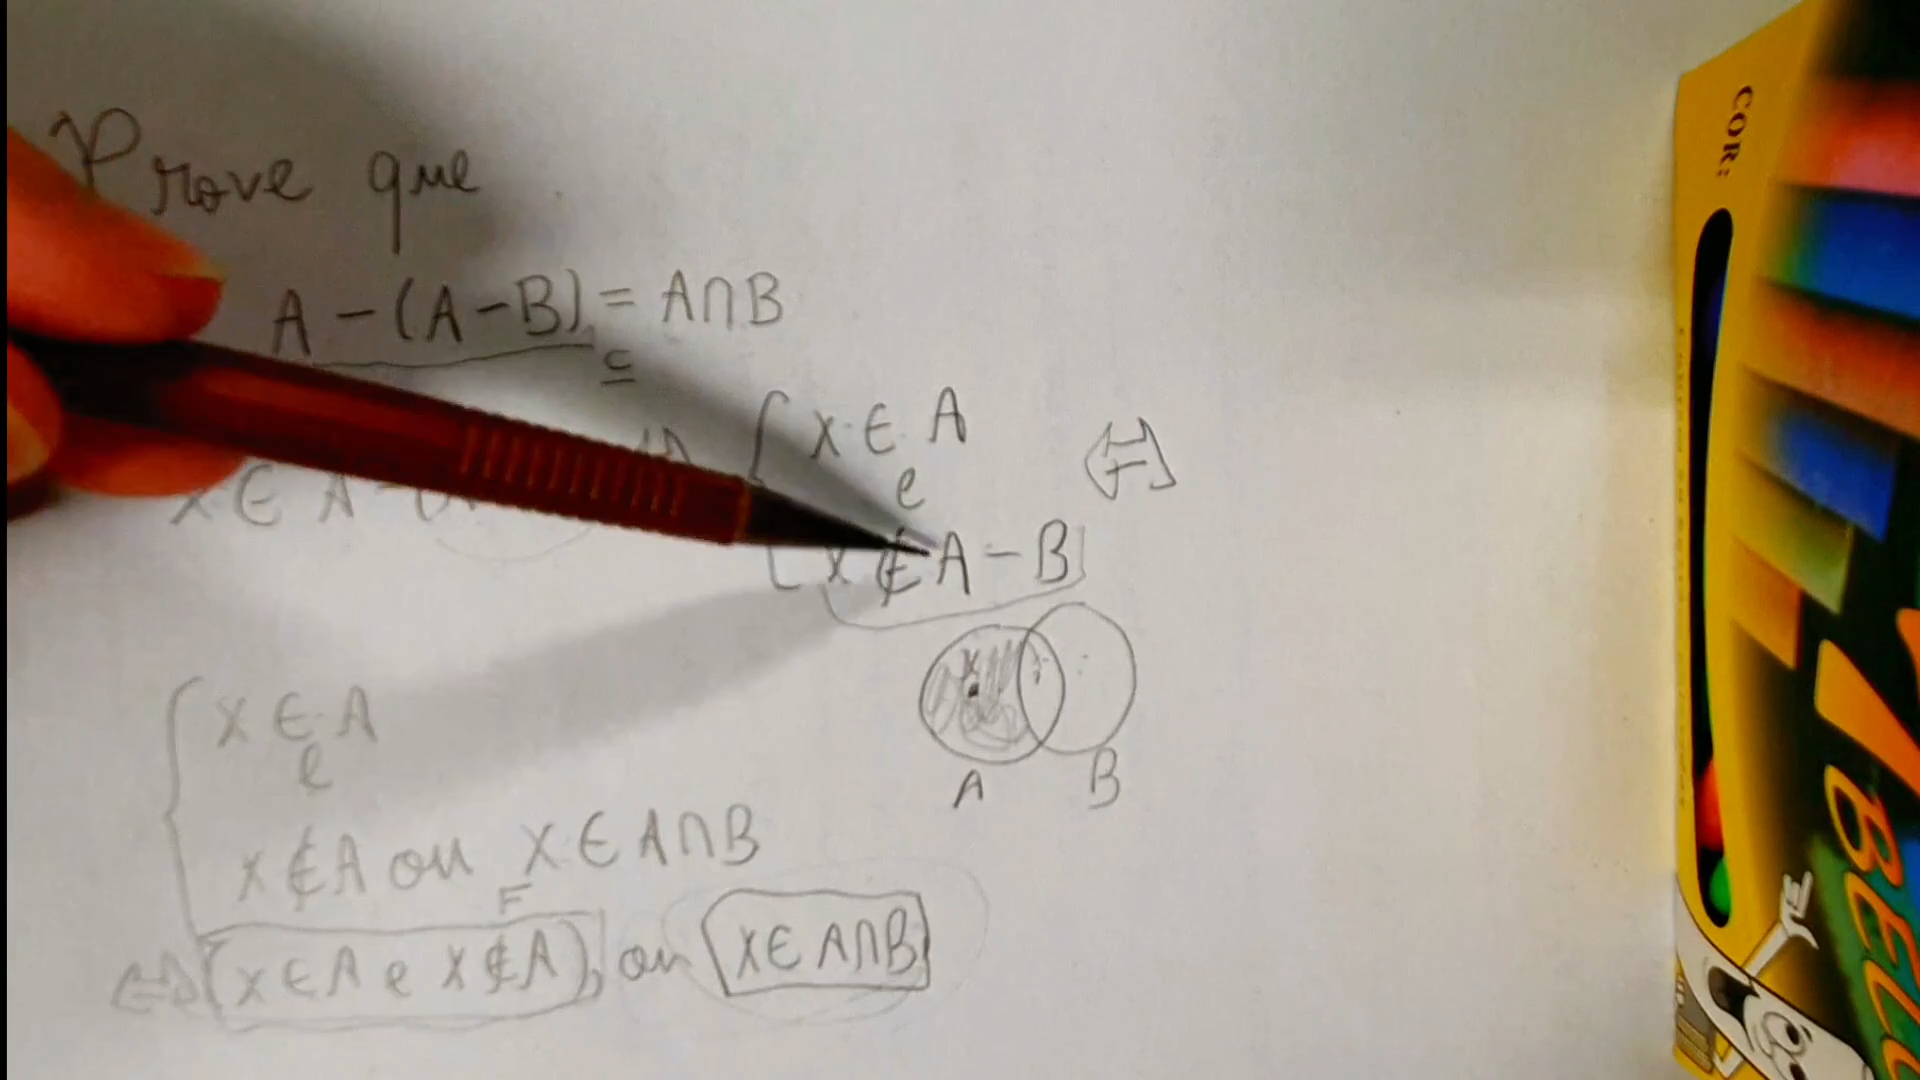 Prove que
A - (A - B) = A∩B
⊆
x ∈ A
e
x ∉ A - B
⇔
x ∈ A -
A
B
x ∈ A
e
x ∉ A ou x ∈ A∩B
F
⇔ (x ∈ A e x ∉ A), ou x ∈ A∩B
COR: